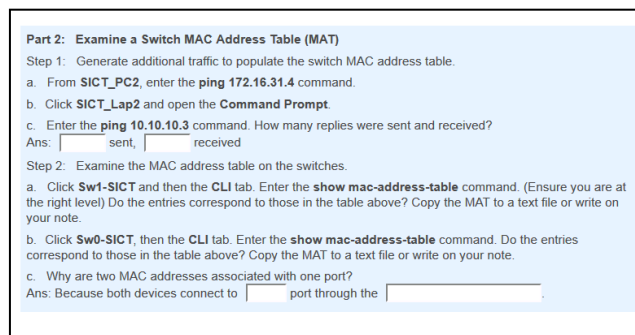 Part 2: Examine a Switch MAC Address Table (MAT)
Step 1: Generate additional traffic to populate the switch MAC address table.
a. From SICT_PC2, enter the ping 172.16.31.4 command.
b. Click SICT_Lap2 and open the Command Prompt.
c. Enter the ping 10.10.10.3 command. How many replies were sent and received?
Ans: sent, received
Step 2: Examine the MAC address table on the switches.
a. Click Sw1-SICT and then the CLI tab. Enter the show mac-address-table command. (Ensure you are at
the right level) Do the entries correspond to those in the table above? Copy the MAT to a text file or write on
your note.
b. Click Sw0-SICT, then the CLI tab. Enter the show mac-address-table command. Do the entries
correspond to those in the table above? Copy the MAT to a text file or write on your note.
c. Why are two MAC addresses associated with one port?
Ans: Because both devices connect to port through the .